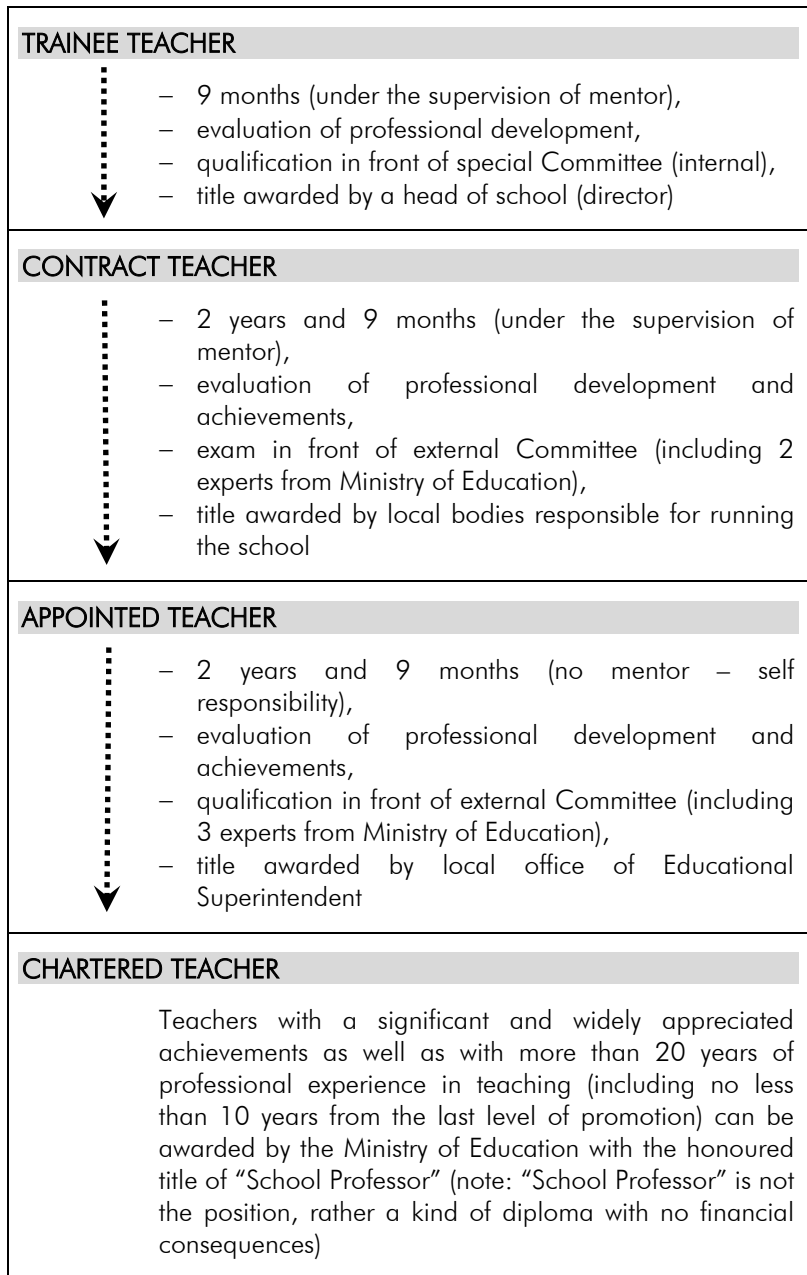 TRAINEE TEACHER
– 9 months (under the supervision of mentor),
– evaluation of professional development,
– qualification in front of special Committee (internal),
– title awarded by a head of school (director)
CONTRACT TEACHER
– 2 years and 9 months (under the supervision of
mentor),
– evaluation of professional development and
achievements,
– exam in front of external Committee (including 2
experts from Ministry of Education),
– title awarded by local bodies responsible for running
the school
APPOINTED TEACHER
– 2 years and 9 months (no mentor – self
responsibility),
– evaluation of professional development and
achievements,
– qualification in front of external Committee (including
3 experts from Ministry of Education),
– title awarded by local office of Educational
Superintendent
CHARTERED TEACHER
Teachers with a significant and widely appreciated
achievements as well as with more than 20 years of
professional experience in teaching (including no less
than 10 years from the last level of promotion) can be
awarded by the Ministry of Education with the honoured
title of “School Professor” (note: “School Professor” is not
the position, rather a kind of diploma with no financial
consequences)